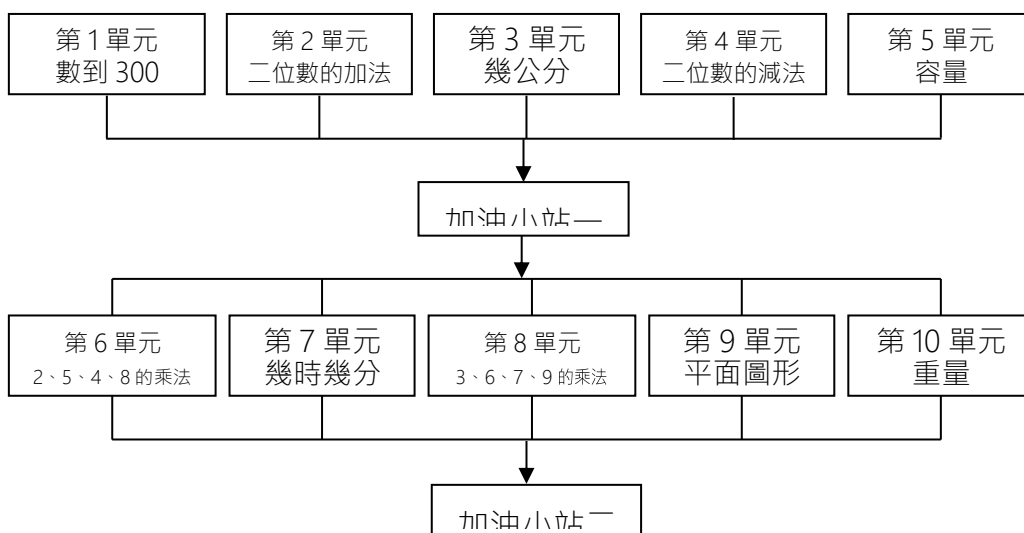 第 1 單元
數到 300
第 2 單元
二位數的加法
第 3 單元
幾公分
第 4 單元
二位數的減法
第 5 單元
容量
加油小站一
第 6 單元
2、5、4、8 的乘法
第 7 單元
幾時幾分
第 8 單元
3、6、7、9 的乘法
第 9 單元
平面圖形
第 10 單元
重量
加油小站二